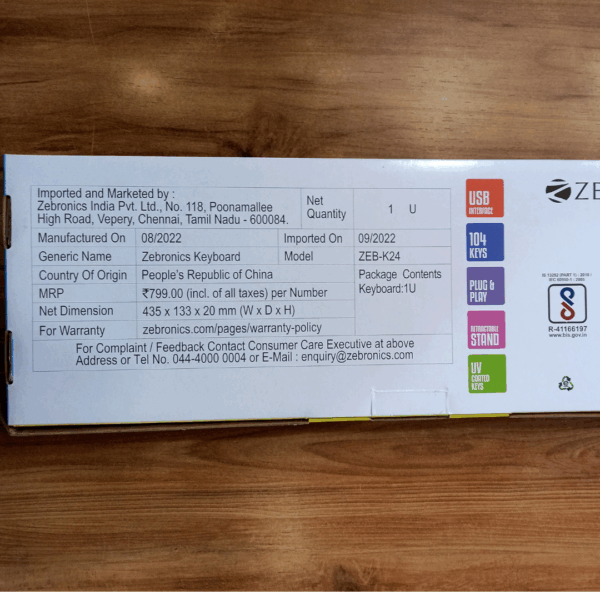 Imported and Marketed by :
Zebronics India Pvt. Ltd., No. 118, Poonamallee
High Road, Vepery, Chennai, Tamil Nadu - 600084.
Net
Quantity
1 U
Manufactured On 08/2022 Imported On 09/2022
Generic Name Zebronics Keyboard Model ZEB-K24
Country Of Origin People's Republic of China
Package Contents
Keyboard:1U
MRP ₹799.00 (incl. of all taxes) per Number
Net Dimension 435 x 133 x 20 mm (W x D x H)
For Warranty zebronics.com/pages/warranty-policy
For Complaint / Feedback Contact Consumer Care Executive at above
Address or Tel No. 044-4000 0004 or E-Mail : enquiry@zebronics.com
USB
INTERFACE
104
KEYS
PLUG &
PLAY
RETRACTABLE
STAND
UV
COATED
KEYS
ZE
R-41166197
www.bis.gov.in